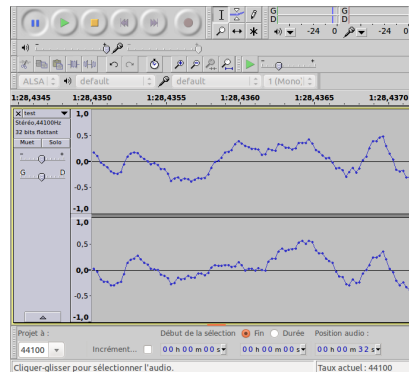 I
G
G
D
D
-24 0
-24 0
ALSA default default 1 (Mono)
1:28,4345 1:28,4350 1:28,4355 1:28,4360 1:28,4365 1:28,4370
x test
Stéréo, 44100Hz
32 bits flottant
Muet Solo
- +
G D
1,0
0,5-
0,0-
-0,5-
-1,0
1,0
0,5-
0,0-
-0,5-
-1,0
Projet à : Début de la sélection Fin Durée Position audio :
44100 Incrément... 00 h 00 m 00 s 00 h 00 m 00 s 00 h 00 m 32 s
Cliquer-glisser pour sélectionner l'audio. Taux actuel : 44100